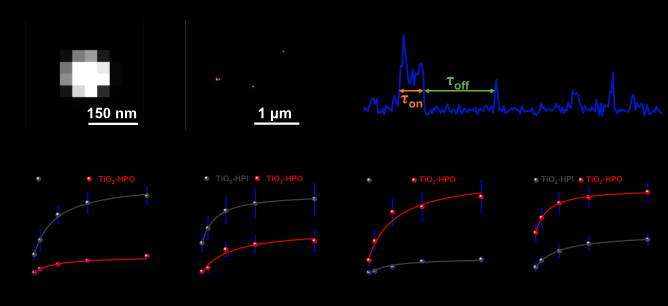 150 nm
1 μm
τon
τoff
TiO2-HPO
TiO2-HPI TiO2-HPO
TiO2-HPO
TiO2-HPI TiO2-HPO